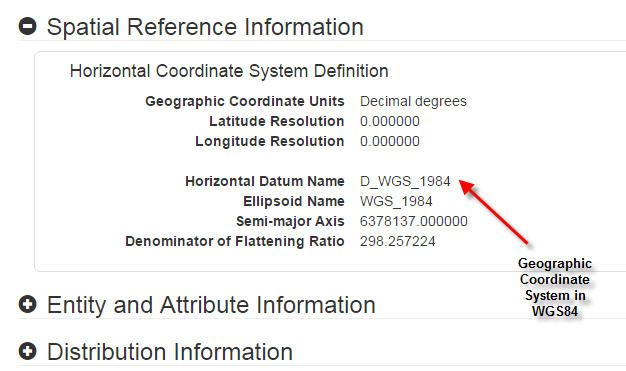 Spatial Reference Information
Horizontal Coordinate System Definition
Geographic Coordinate Units Decimal degrees
Latitude Resolution 0.000000
Longitude Resolution 0.000000
Horizontal Datum Name D_WGS_1984
Ellipsoid Name WGS_1984
Semi-major Axis 6378137.000000
Denominator of Flattening Ratio 298.257224
Geographic
Coordinate
System in
WGS84
Entity and Attribute Information
Distribution Information